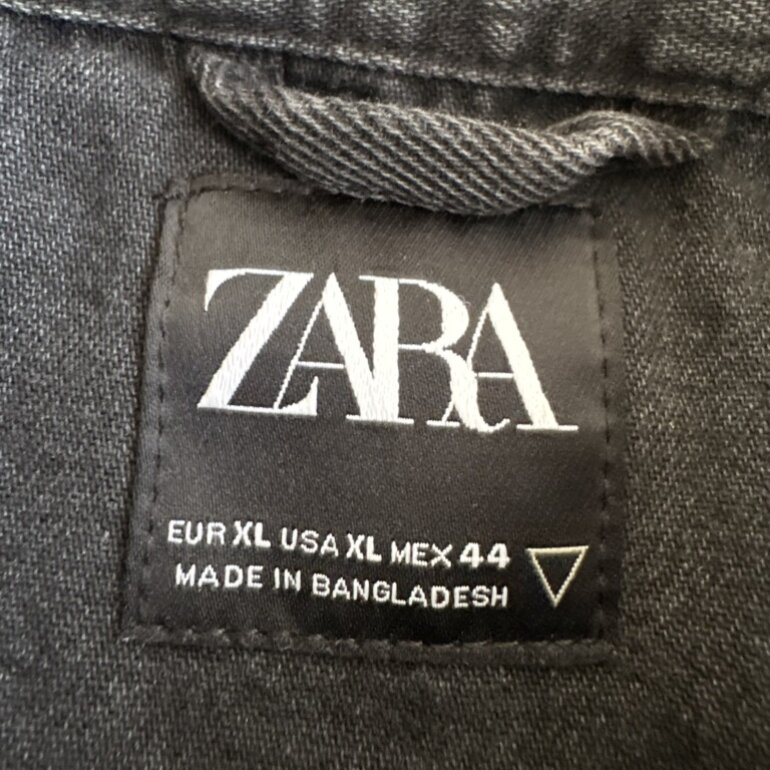 ZARA
EUR XL USA XL MEX 44
MADE IN BANGLADESH